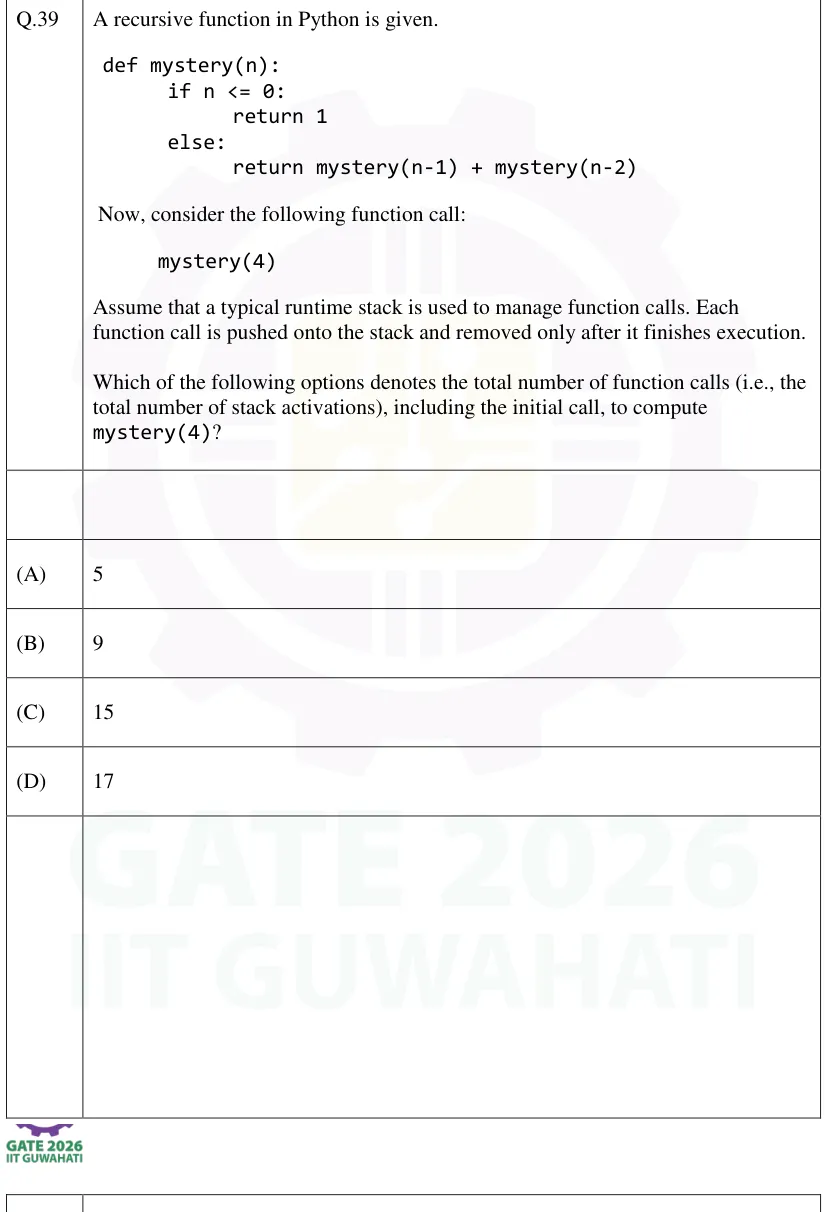 Q.39 A recursive function in Python is given.
def mystery(n):
if n <= 0:
return 1
else:
return mystery(n-1) + mystery(n-2)
Now, consider the following function call:
mystery(4)
Assume that a typical runtime stack is used to manage function calls. Each
function call is pushed onto the stack and removed only after it finishes execution.
Which of the following options denotes the total number of function calls (i.e., the
total number of stack activations), including the initial call, to compute
mystery(4)?
(A) 5
(B) 9
(C) 15
(D) 17
GATE 2026
IIT GUWAHATI
GATE 2026
IIT GUWAHATI